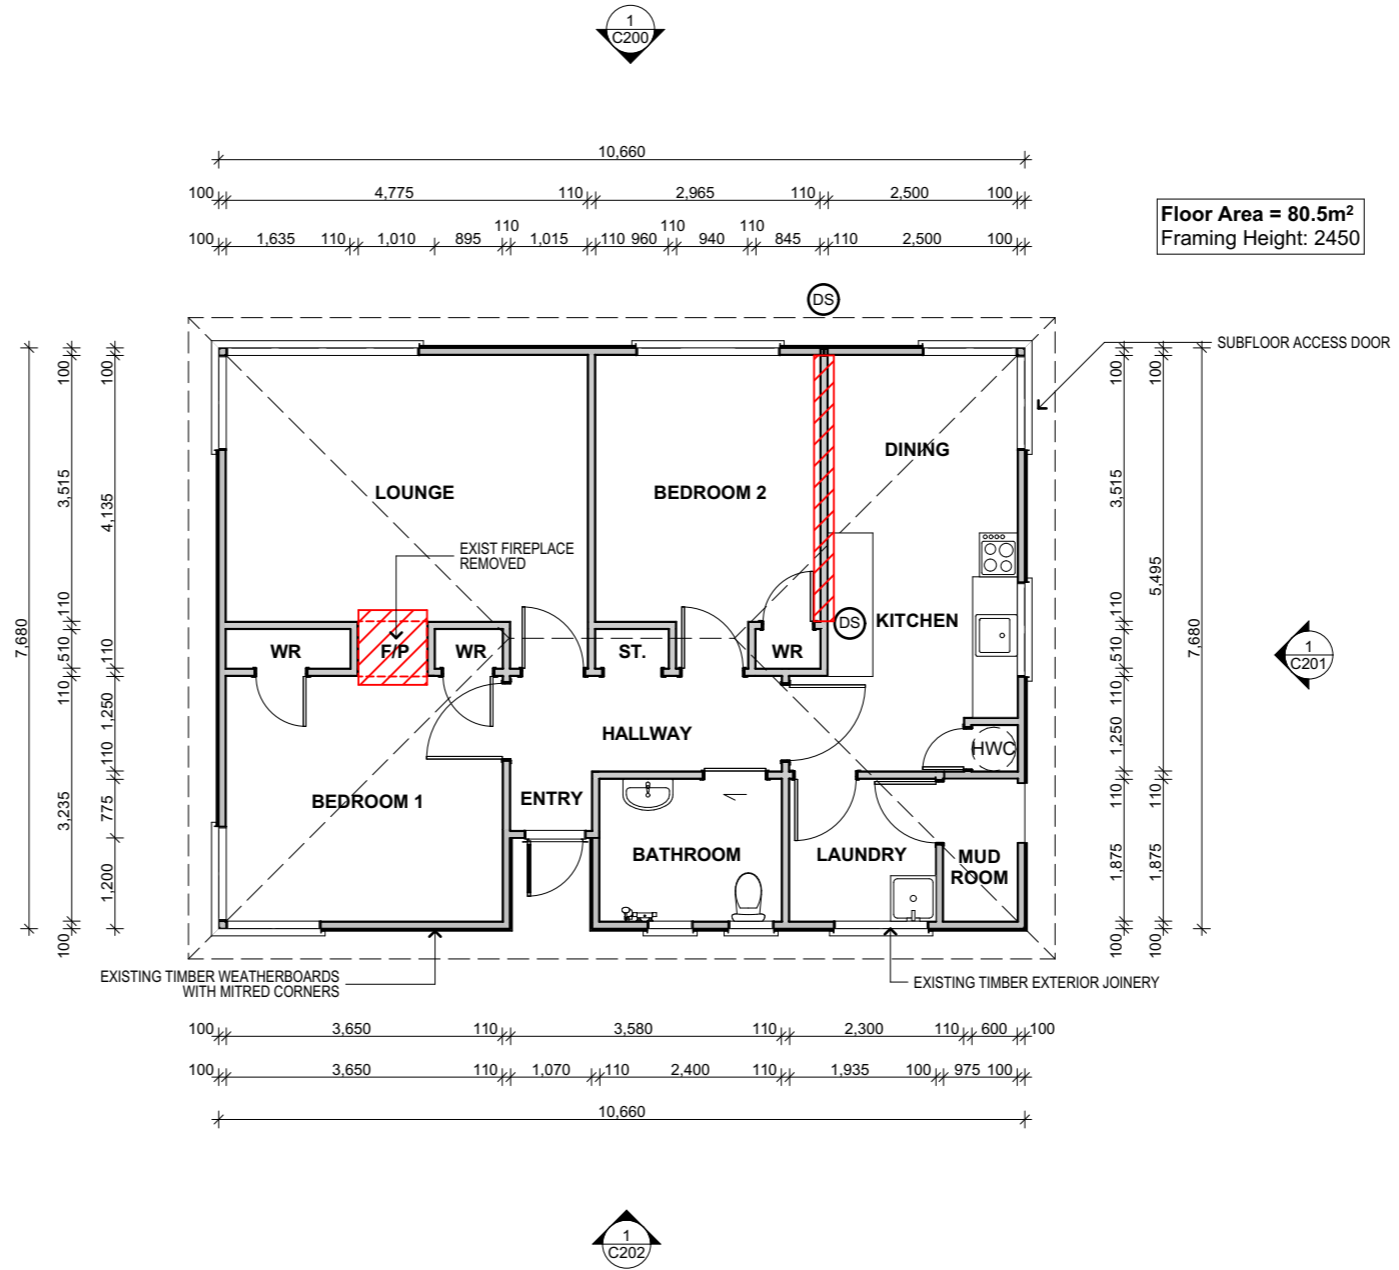 1
C200
10,660
100 4,775 110 2,965 110 2,500 100
110 110 110
100 1,635 110 1,010 895 1,015 110 960 940 845 110 2,500 100
Floor Area = 80.5m²
Framing Height: 2450
DS
SUBFLOOR ACCESS DOOR
7,680
100
3,515
110
510
110
3,235
100
100
4,135
110
1,250
110
775
1,200
LOUNGE
BEDROOM 2
DINING
EXIST FIREPLACE
REMOVED
WR
F/P
WR
ST.
WR
DS
KITCHEN
HALLWAY
HWC
BEDROOM 1
ENTRY
BATHROOM
LAUNDRY
MUD
ROOM
100
3,515
110
510
110
1,250
110
1,875
100
100
5,495
110
1,875
100
7,680
1
C201
EXISTING TIMBER WEATHERBOARDS
WITH MITRED CORNERS
EXISTING TIMBER EXTERIOR JOINERY
100 3,650 110 3,580 110 2,300 110 600 100
100 3,650 110 1,070 110 2,400 110 1,935 100 975 100
10,660
1
C202